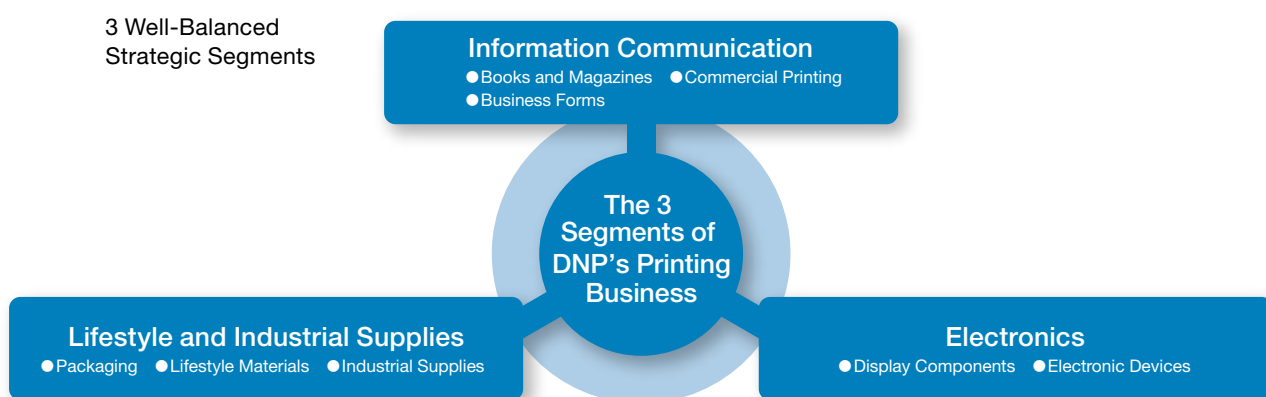 3 Well-Balanced
Strategic Segments
Information Communication
●Books and Magazines ●Commercial Printing
●Business Forms
The 3
Segments of
DNP’s Printing
Business
Lifestyle and Industrial Supplies
●Packaging ●Lifestyle Materials ●Industrial Supplies
Electronics
●Display Components ●Electronic Devices